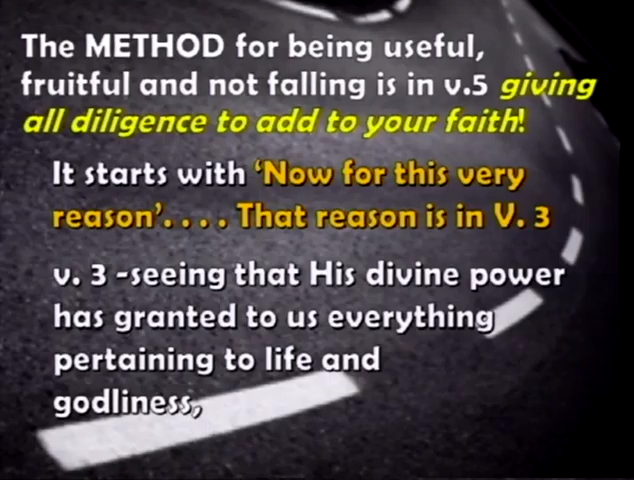 The METHOD for being useful,
fruitful and not falling is in v.5 giving
all diligence to add to your faith!
It starts with ‘Now for this very
reason’. . . . That reason is in V. 3
v. 3 -seeing that His divine power
has granted to us everything
pertaining to life and
godliness,